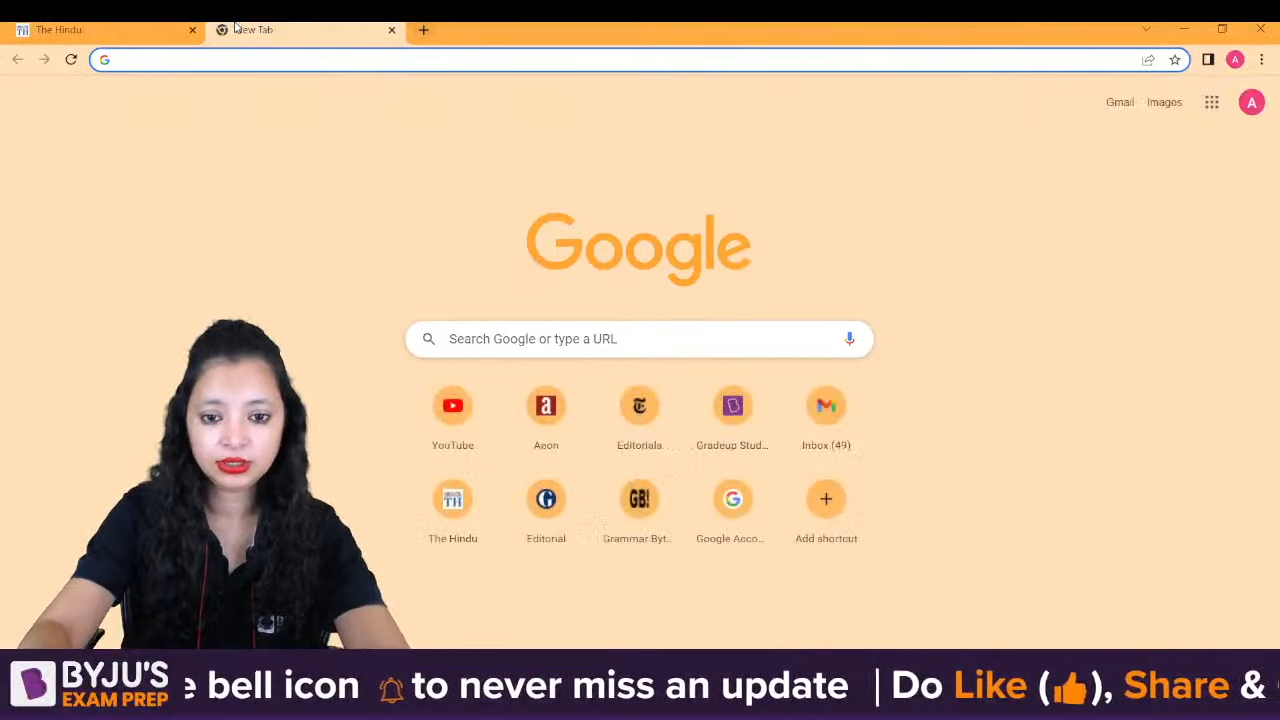 The Hindu
New Tab
Gmail Images
A
A
Google
Search Google or type a URL
YouTube
Aeon
Editorials
Gradeup Stud...
Inbox (49)
TH
GB!
The Hindu
Editorial
Grammar Byt...
Google Acco...
Add shortcut
BYJU'S
EXAM PREP
e bell icon to never miss an update | Do Like (👍), Share &